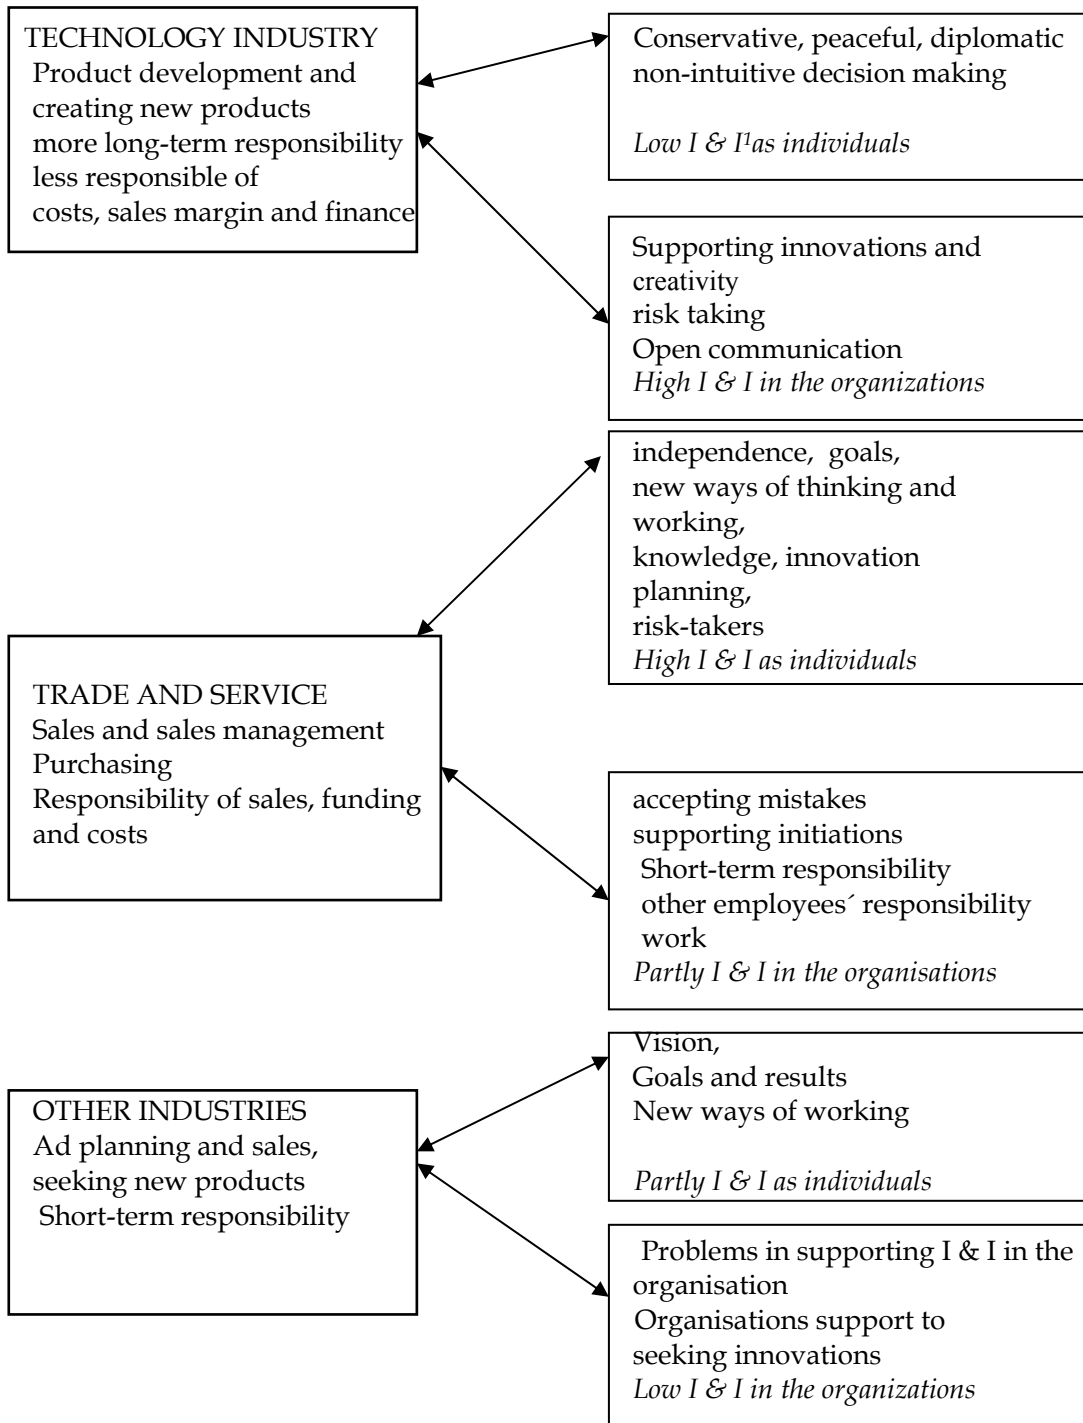 TECHNOLOGY INDUSTRY
Product development and
creating new products
more long-term responsibility
less responsible of
costs, sales margin and finance
Conservative, peaceful, diplomatic
non-intuitive decision making
Low I & I¹as individuals
Supporting innovations and
creativity
risk taking
Open communication
High I & I in the organizations
independence, goals,
new ways of thinking and
working,
knowledge, innovation
planning,
risk-takers
High I & I as individuals
TRADE AND SERVICE
Sales and sales management
Purchasing
Responsibility of sales, funding
and costs
accepting mistakes
supporting initiations
Short-term responsibility
other employees´ responsibility
work
Partly I & I in the organisations
Vision,
Goals and results
New ways of working
Partly I & I as individuals
OTHER INDUSTRIES
Ad planning and sales,
seeking new products
Short-term responsibility
Problems in supporting I & I in the
organisation
Organisations support to
seeking innovations
Low I & I in the organizations